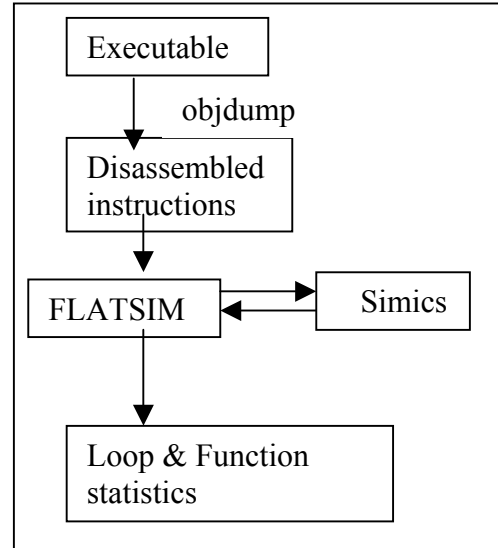 Executable
objdump
Disassembled
instructions
FLATSIM
Simics
Loop & Function
statistics